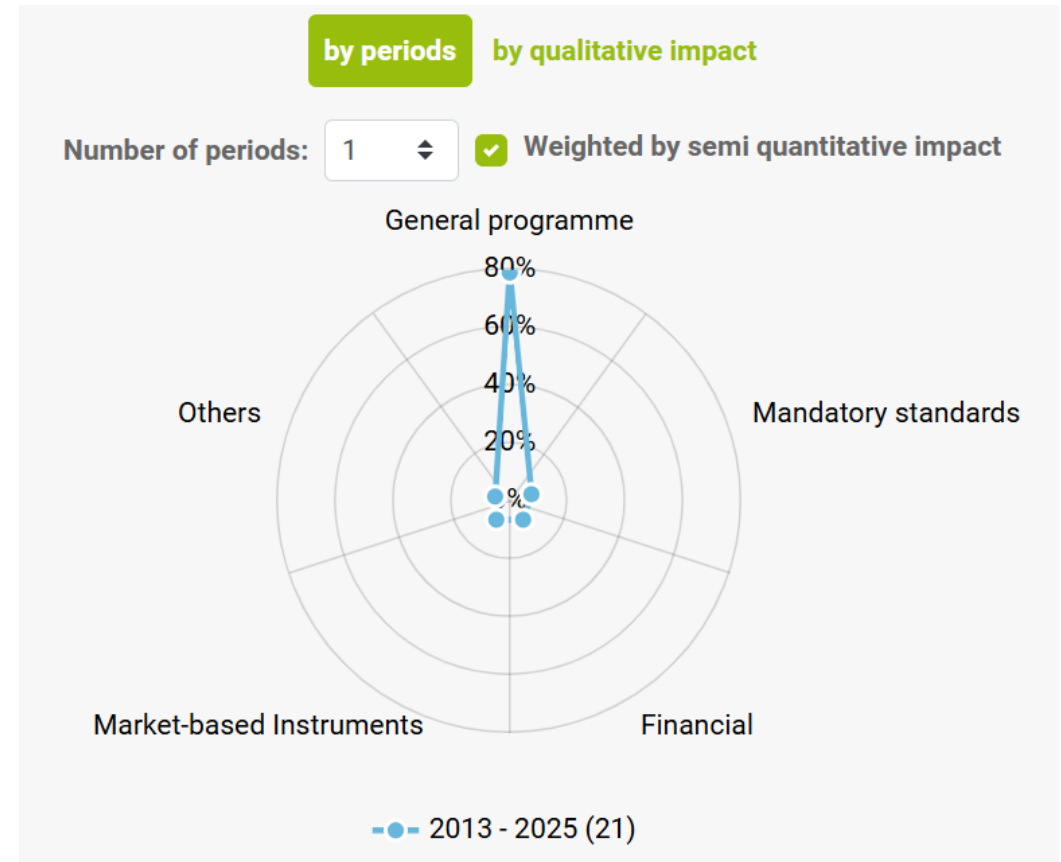 by periods by qualitative impact
Number of periods: 1 Weighted by semi quantitative impact
General programme
80%
60%
40%
20%
%
Others
Mandatory standards
Market-based Instruments
Financial
2013 - 2025 (21)